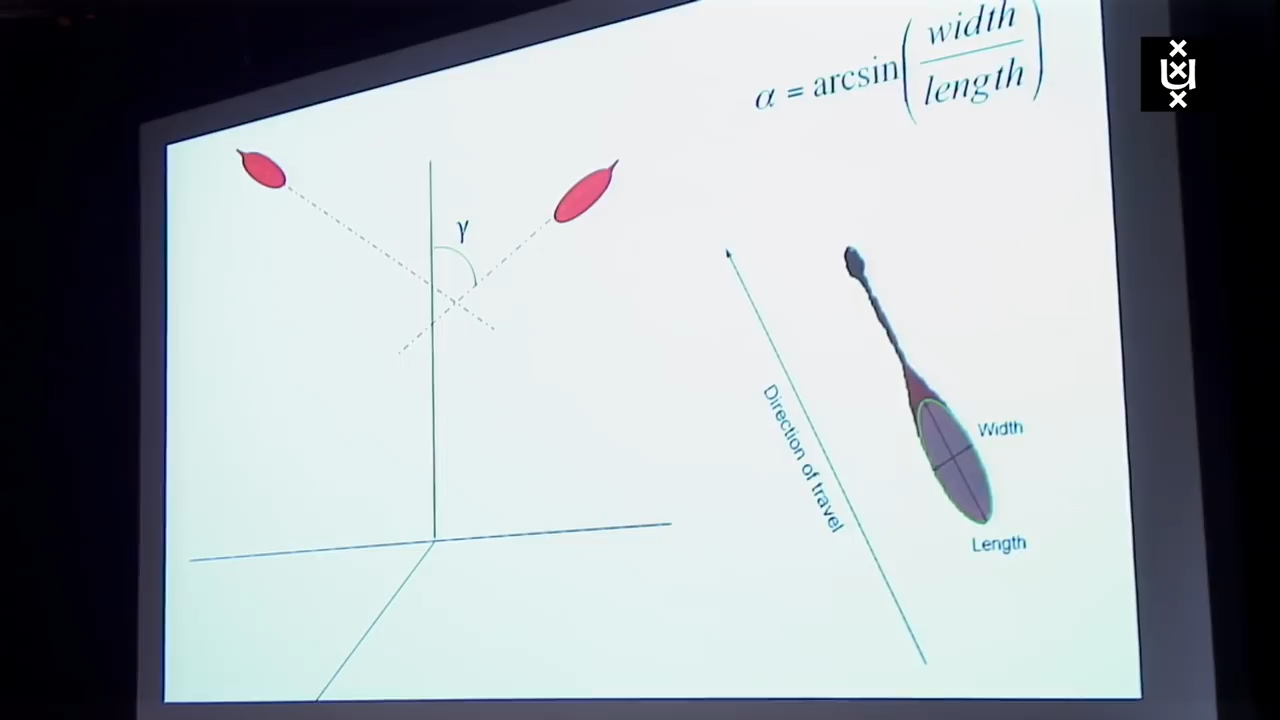 α = arcsin(width/length)
γ
Direction of travel
Width
Length